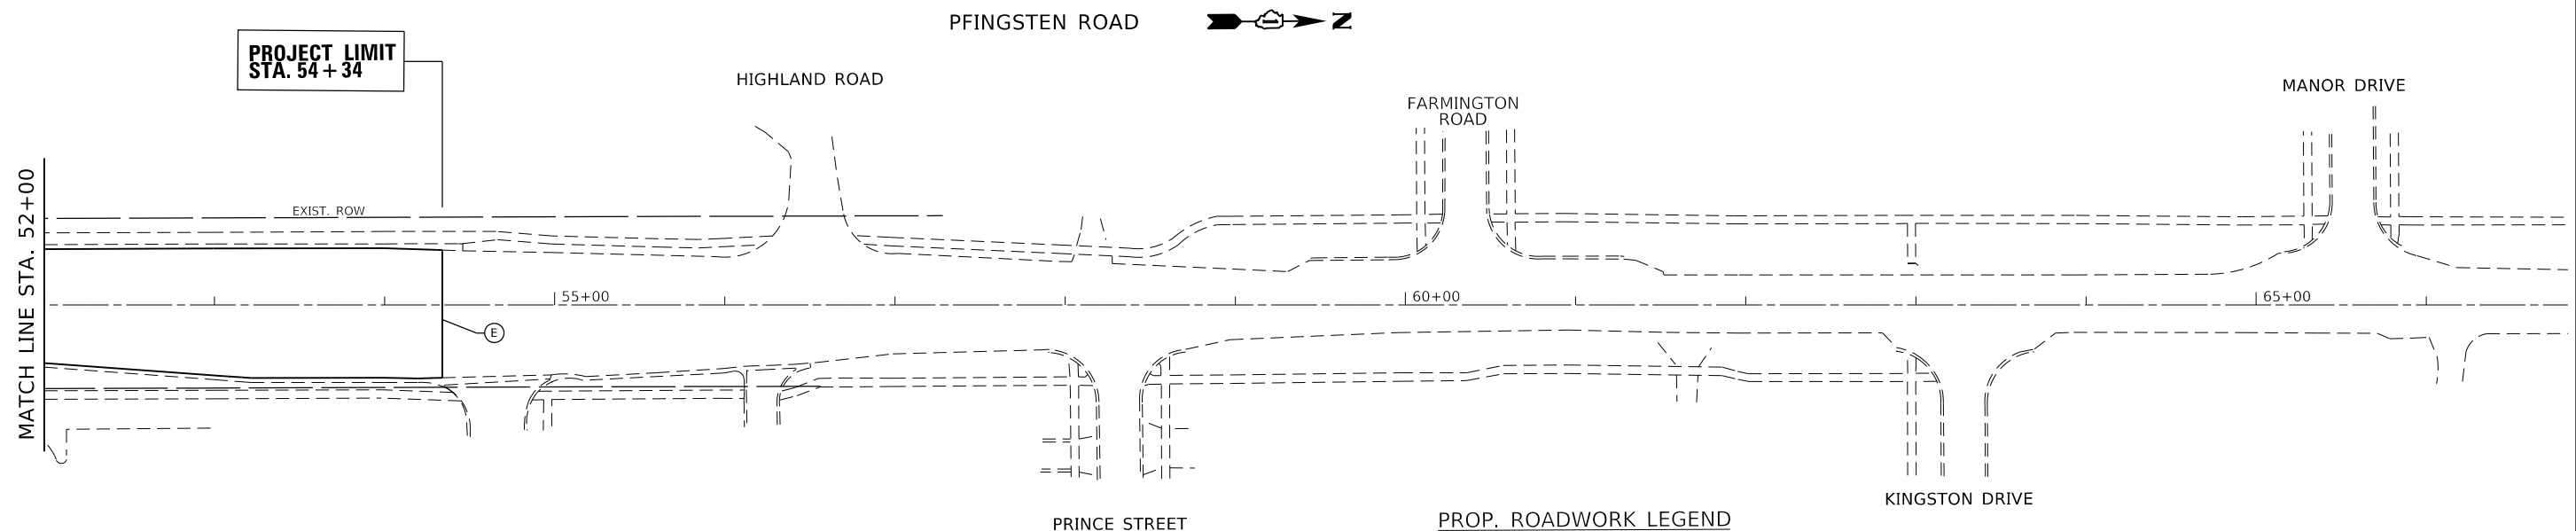 PFINGSTEN ROAD
N
PROJECT LIMIT
STA. 54+34
HIGHLAND ROAD
FARMINGTON
ROAD
MANOR DRIVE
MATCH LINE STA. 52+00
EXIST. ROW
55+00
60+00
65+00
E
PRINCE STREET
KINGSTON DRIVE
PROP. ROADWORK LEGEND